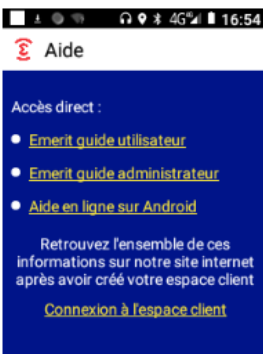 4G 16:54
Aide
Accès direct :
Emerit guide utilisateur
Emerit guide administrateur
Aide en ligne sur Android
Retrouvez l'ensemble de ces
informations sur notre site internet
après avoir créé votre espace client
Connexion à l'espace client